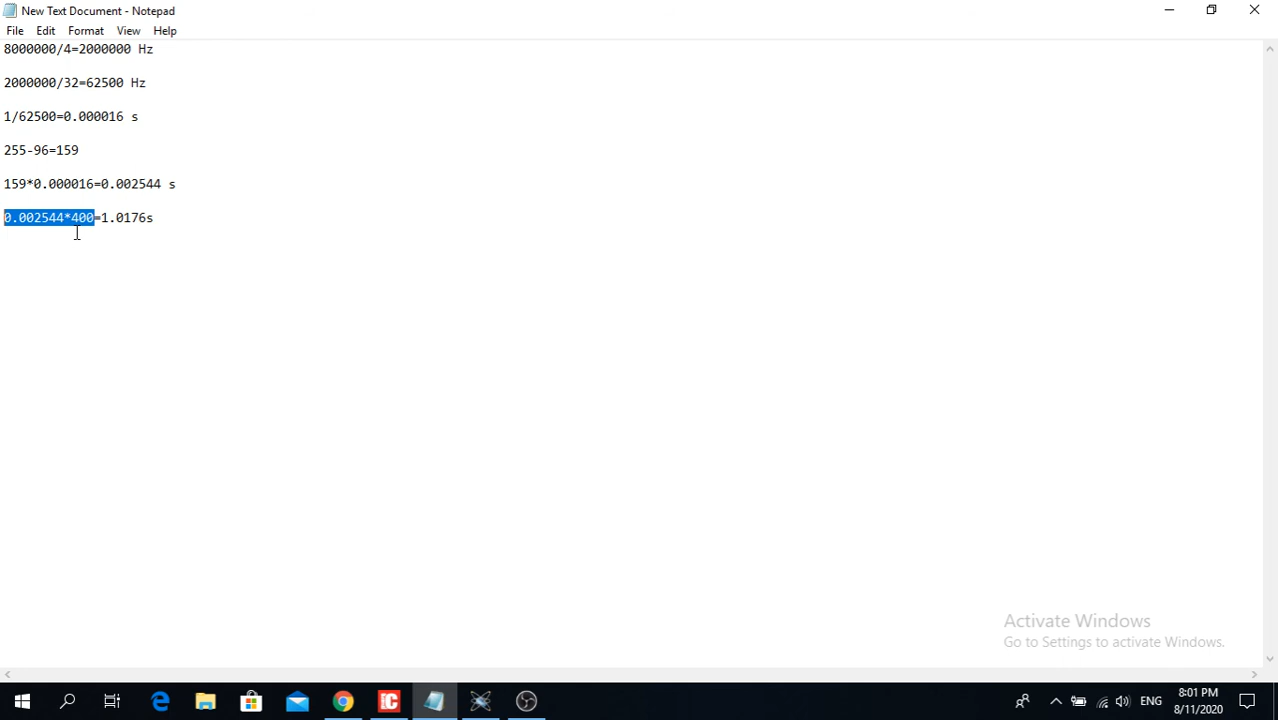 New Text Document - Notepad
File Edit Format View Help
8000000/4=2000000 Hz
2000000/32=62500 Hz
1/62500=0.000016 s
255-96=159
159*0.000016=0.002544 s
0.002544*400=1.0176s
Activate Windows
Go to Settings to activate Windows.
iC
ENG
8:01 PM
8/11/2020